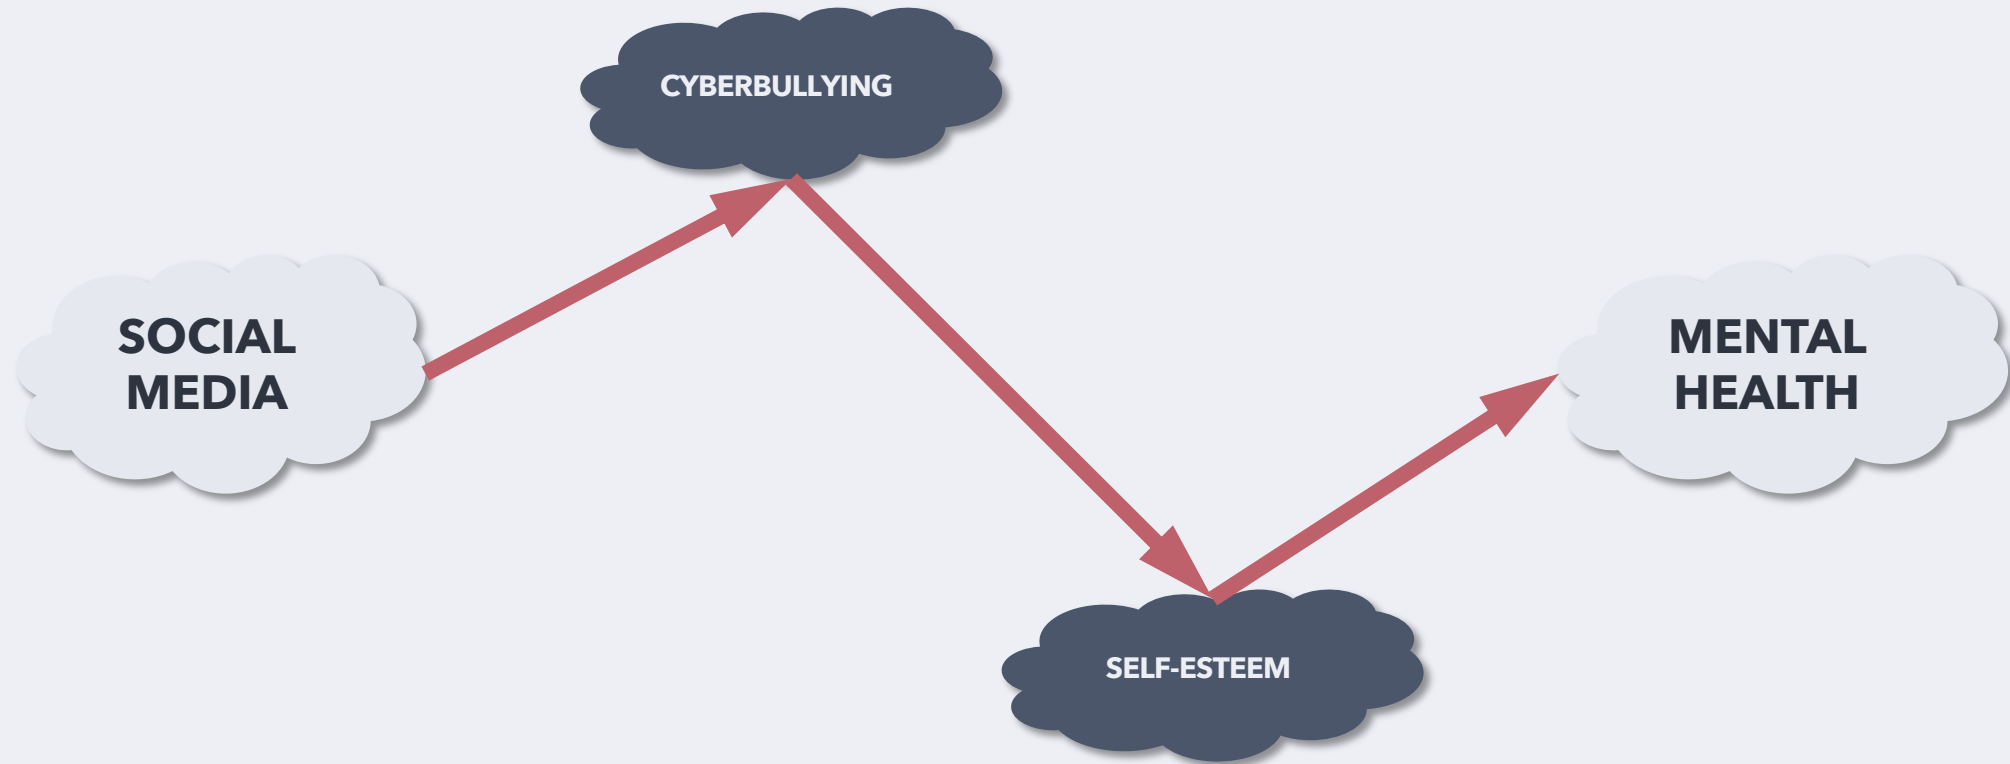 CYBERBULLYING
SOCIAL
MEDIA
MENTAL
HEALTH
SELF-ESTEEM